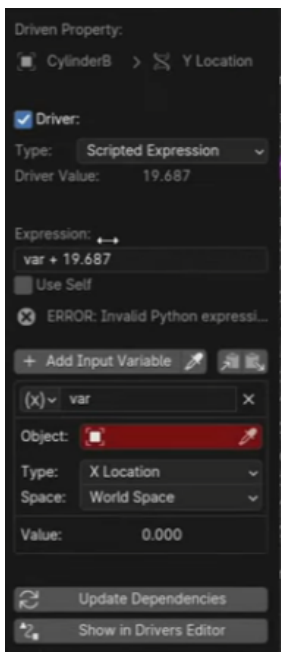 Driven Property:
CylinderB > Y Location
Driver:
Type: Scripted Expression
Driver Value: 19.687
Expression:
var + 19.687
Use Self
ERROR: Invalid Python expressi...
+ Add Input Variable
(x) var
Object:
Type: X Location
Space: World Space
Value: 0.000
Update Dependencies
Show in Drivers Editor